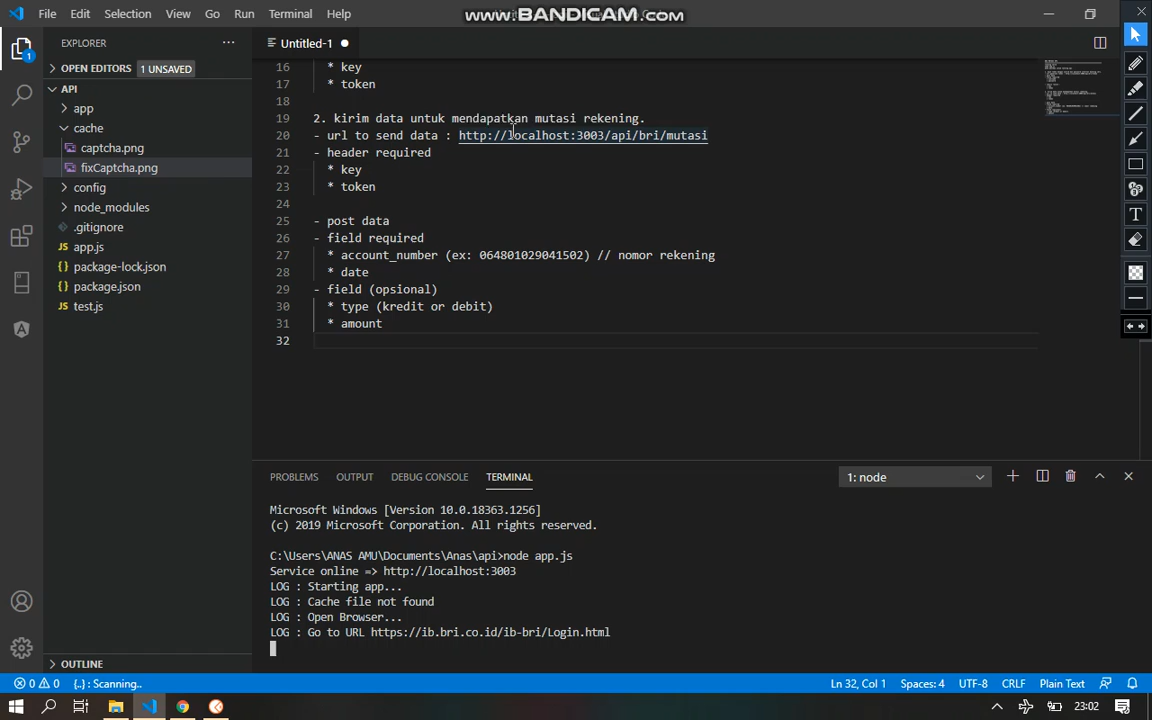 File Edit Selection View Go Run Terminal Help
www.BANDICAM.com
EXPLORER
Untitled-1
OPEN EDITORS 1 UNSAVED
API
app
cache
captcha.png
fixCaptcha.png
config
node_modules
.gitignore
JS app.js
package-lock.json
package.json
JS test.js
OUTLINE
16 * key
17 * token
18
19 2. kirim data untuk mendapatkan mutasi rekening.
20 - url to send data : http://localhost:3003/api/bri/mutasi
21 - header required
22 * key
23 * token
24
25 - post data
26 - field required
27 * account_number (ex: 064801029041502) // nomor rekening
28 * date
29 - field (opsional)
30 * type (kredit or debit)
31 * amount
32
PROBLEMS OUTPUT DEBUG CONSOLE TERMINAL 1: node
Microsoft Windows [Version 10.0.18363.1256]
(c) 2019 Microsoft Corporation. All rights reserved.
C:\Users\ANAS AMU\Documents\Anas\api>node app.js
Service online => http://localhost:3003
LOG : Starting app...
LOG : Cache file not found
LOG : Open Browser...
LOG : Go to URL https://ib.bri.co.id/ib-bri/Login.html
0 0 {..} : Scanning.. Ln 32, Col 1 Spaces: 4 UTF-8 CRLF Plain Text
23:02